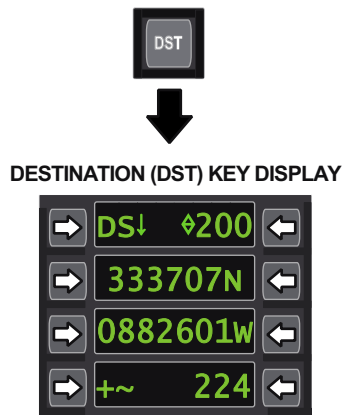 DST
DESTINATION (DST) KEY DISPLAY
DS↓ ⬨200
333707N
0882601W
+~ 224